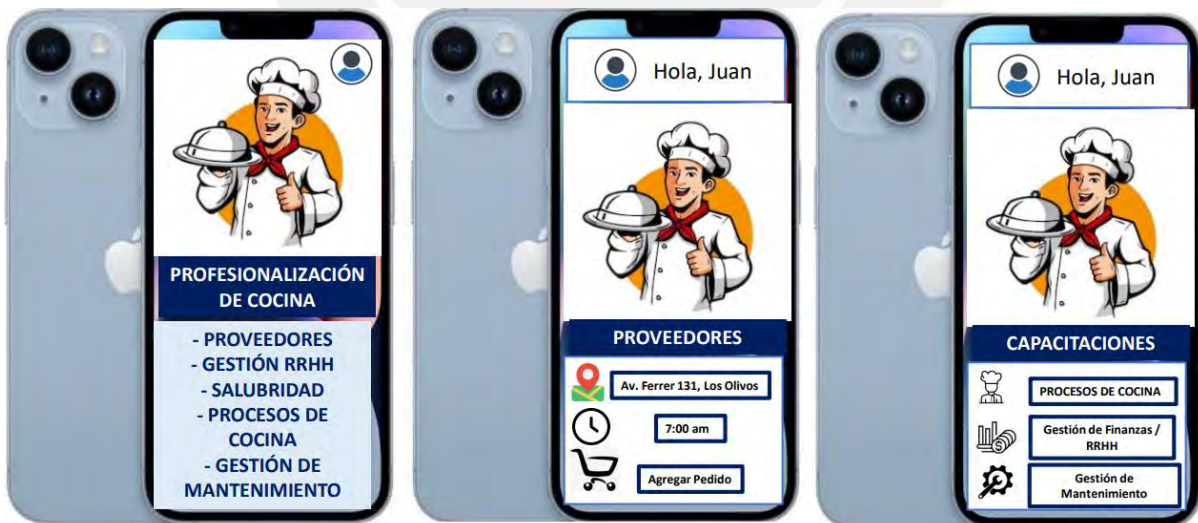 PROFESIONALIZACIÓN
DE COCINA
- PROVEEDORES
- GESTIÓN RRHH
- SALUBRIDAD
- PROCESOS DE
COCINA
- GESTIÓN DE
MANTENIMIENTO
Hola, Juan
PROVEEDORES
Av. Ferrer 131, Los Olivos
7:00 am
Agregar Pedido
Hola, Juan
CAPACITACIONES
PROCESOS DE COCINA
Gestión de Finanzas /
RRHH
Gestión de
Mantenimiento